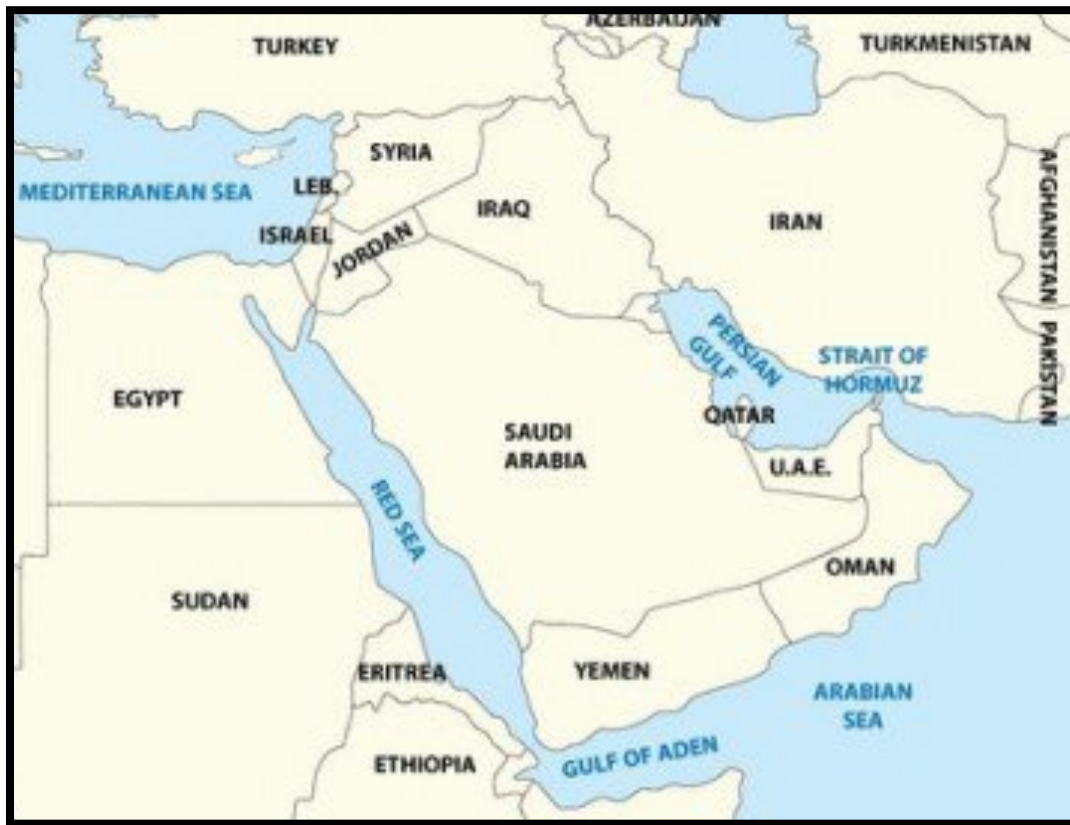 AZERBAIJAN
TURKEY
TURKMENISTAN
SYRIA
AFGHANISTAN
MEDITERRANEAN SEA
LEB.
IRAQ
IRAN
ISRAEL
JORDAN
PERSIAN
GULF
STRAIT OF
HORMUZ
PAKISTAN
EGYPT
QATAR
SAUDI
ARABIA
U.A.E.
RED SEA
OMAN
SUDAN
ERITREA
YEMEN
ARABIAN
SEA
GULF OF ADEN
ETHIOPIA